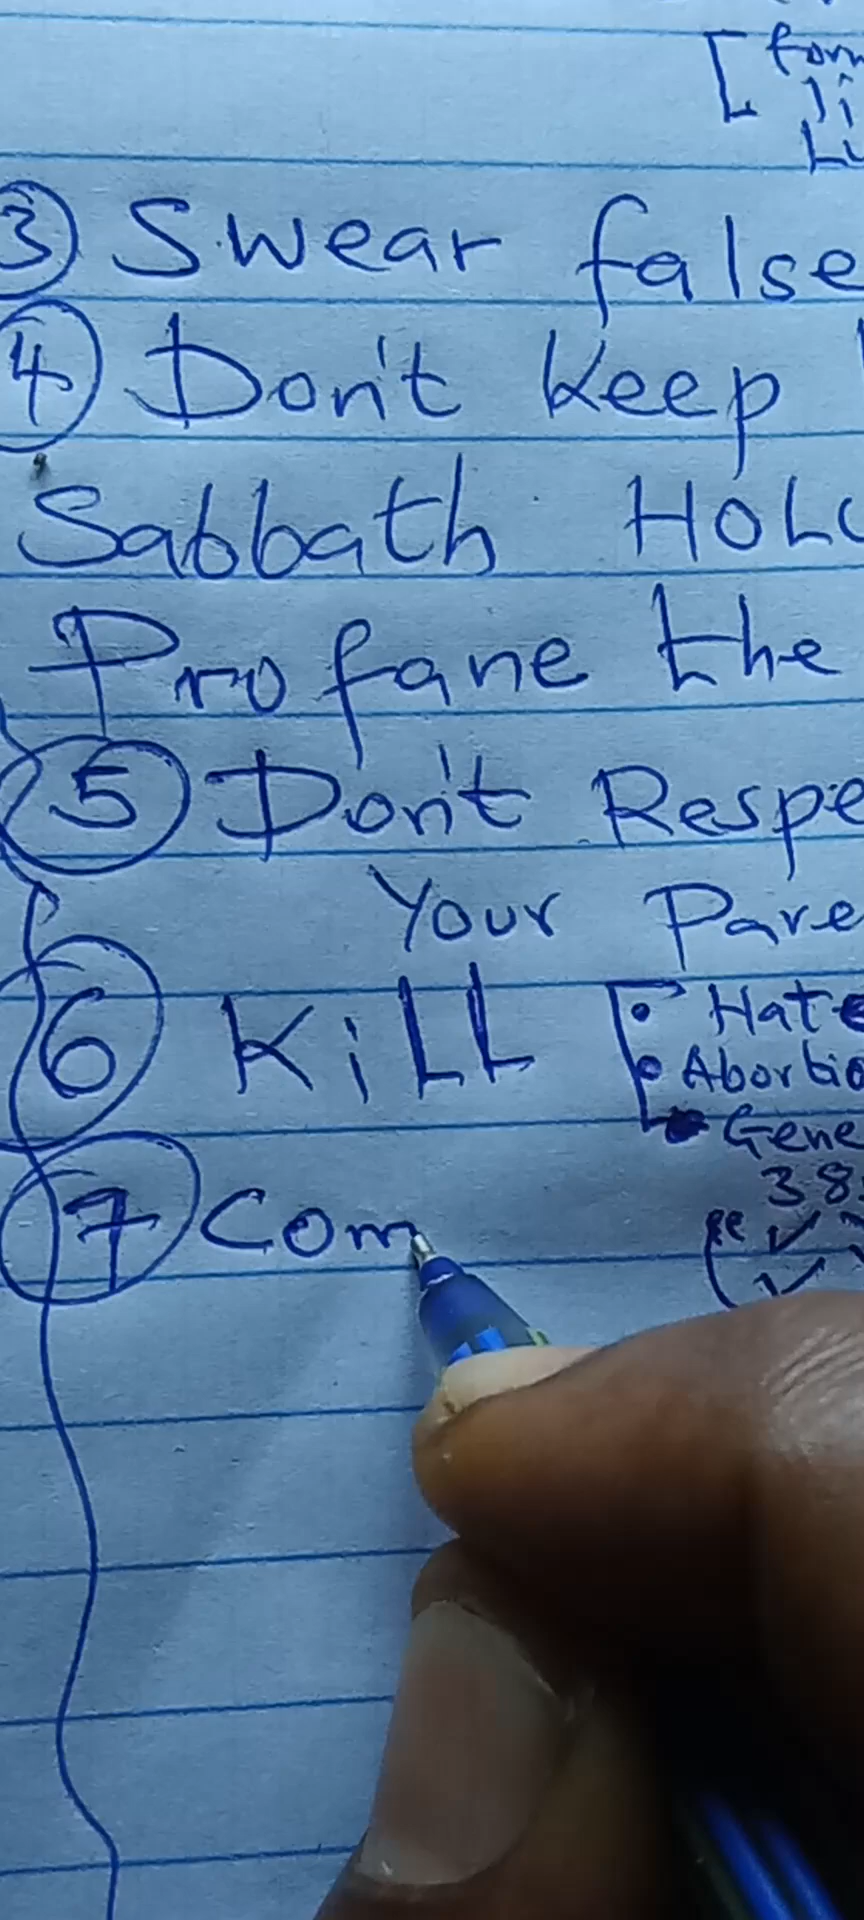 ③ Swear false
④ Don't Keep
Sabbath HOL
Profane the
⑤ Don't Respe
Your Pare
⑥ KiLL [• Hate
• Abortio
• Gene
38
⑦ Com